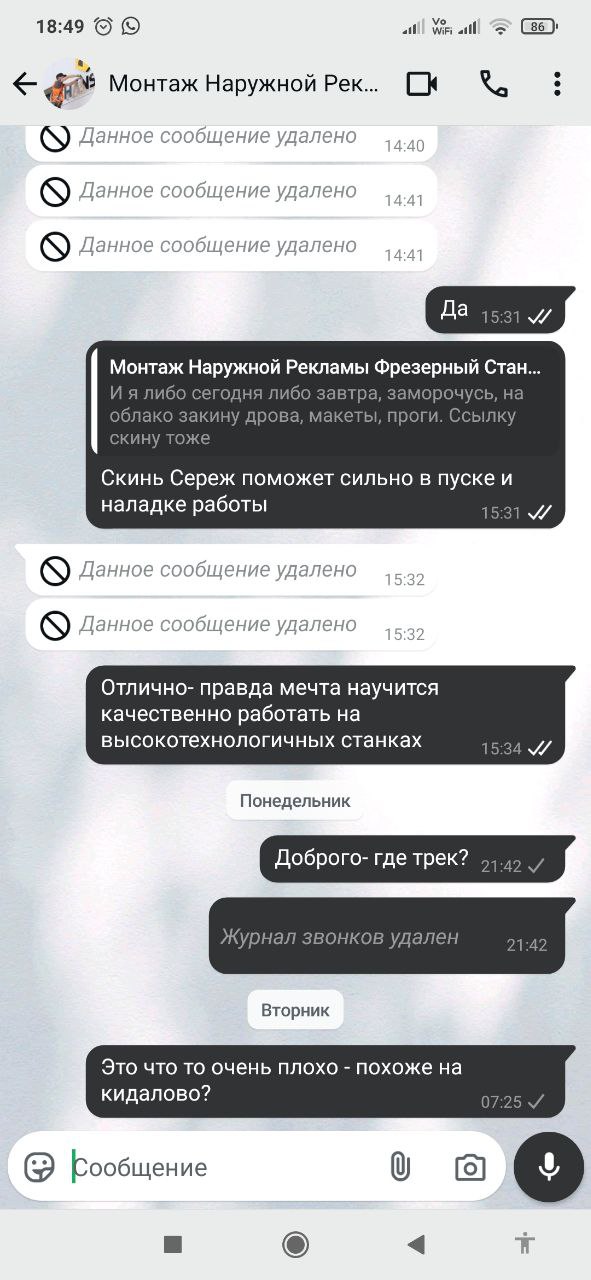 18:49
Vo
WiFi
86
Монтаж Наружной Рек...
Данное сообщение удалено 14:40
Данное сообщение удалено 14:41
Данное сообщение удалено 14:41
Да 15:31
Монтаж Наружной Рекламы Фрезерный Стан...
И я либо сегодня либо завтра, заморочусь, на
облако закину дрова, макеты, проги. Ссылку
скину тоже
Скинь Сереж поможет сильно в пуске и
наладке работы 15:31
Данное сообщение удалено 15:32
Данное сообщение удалено 15:32
Отлично- правда мечта научится
качественно работать на
высокотехнологичных станках 15:34
Понедельник
Доброго- где трек? 21:42
Журнал звонков удален 21:42
Вторник
Это что то очень плохо - похоже на
кидалово? 07:25
Сообщение